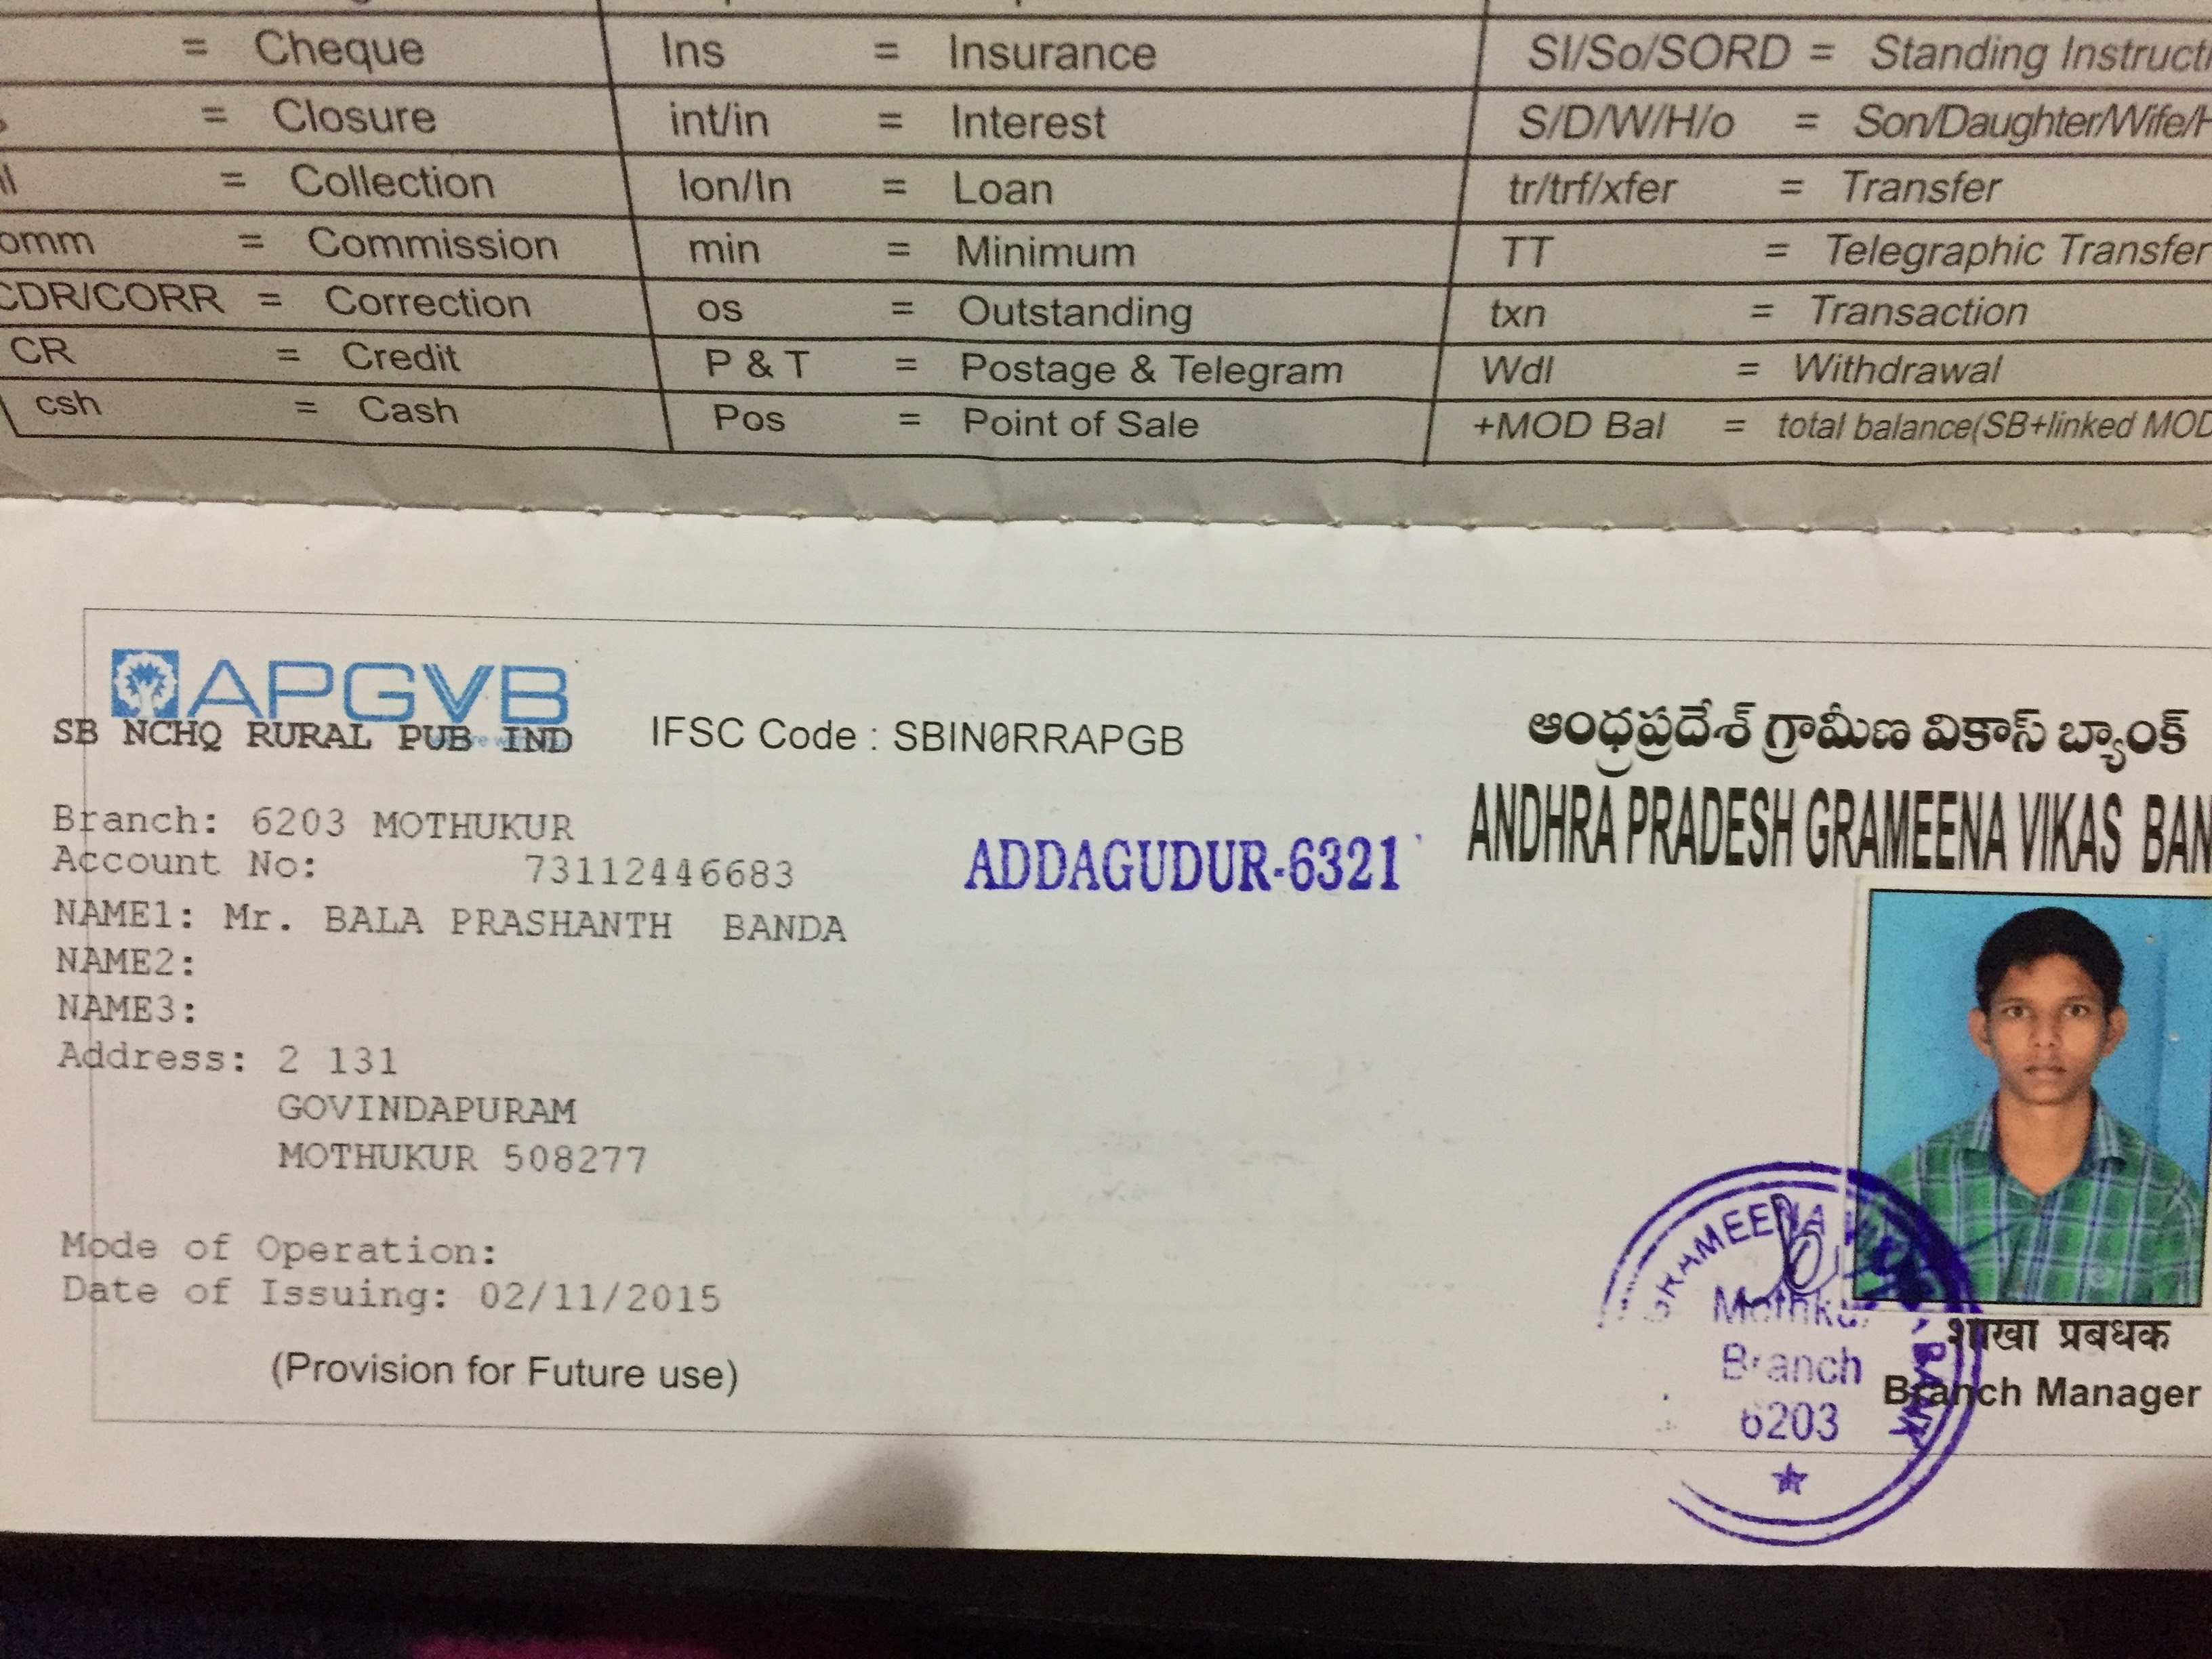 = Cheque Ins = Insurance SI/So/SORD = Standing
= Closure int/in = Interest S/D/W/H/o = Son/Daughter/Wife/
= Collection lon/ln = Loan tr/trf/xfer = Transfer
= Commission min = Minimum TT = Telegraphic Transfer
CDR/CORR = Correction os = Outstanding txn = Transaction
CR = Credit P & T = Postage & Telegram Wdl = Withdrawal
csh = Cash Pos = Point of Sale +MOD Bal = total balance(SB+linked MOD
APGVB
SB NCHQ RURAL PUB IND
IFSC Code : SBIN0RRAPGB
ఆంధ్రప్రదేశ్ గ్రామీణ వికాస్ బ్యాంక్
ANDHRA PRADESH GRAMEENA VIKAS
Branch: 6203 MOTHUKUR
ADDAGUDUR-6321
Account No: 73112446683
NAME1: Mr. BALA PRASHANTH BANDA
NAME2:
NAME3:
Address: 2 131
GOVINDAPURAM
MOTHUKUR 508277
Mode of Operation:
Date of Issuing: 02/11/2015
(Provision for Future use)
GRAMEENA
BANK
Branch
6203
शाखा प्रबधक
Branch Manager